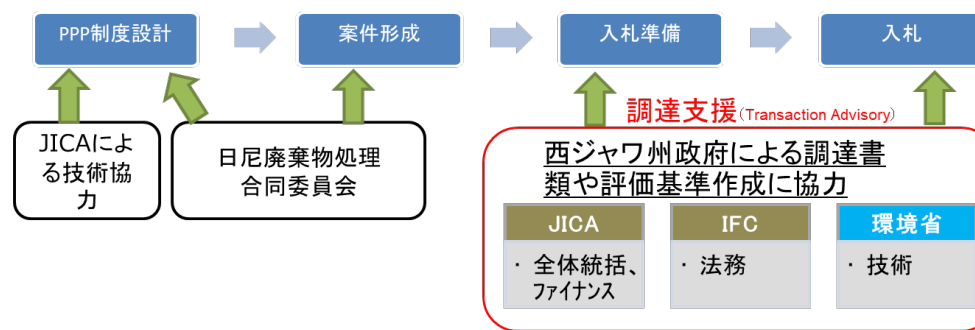 PPP制度設計
案件形成
入札準備
入札
調達支援(Transaction Advisory)
JICAによ
る技術協
力
日尼廃棄物処理
合同委員会
西ジャワ州政府による調達書
類や評価基準作成に協力
JICA
・全体統括、
ファイナンス
IFC
・法務
環境省
・技術